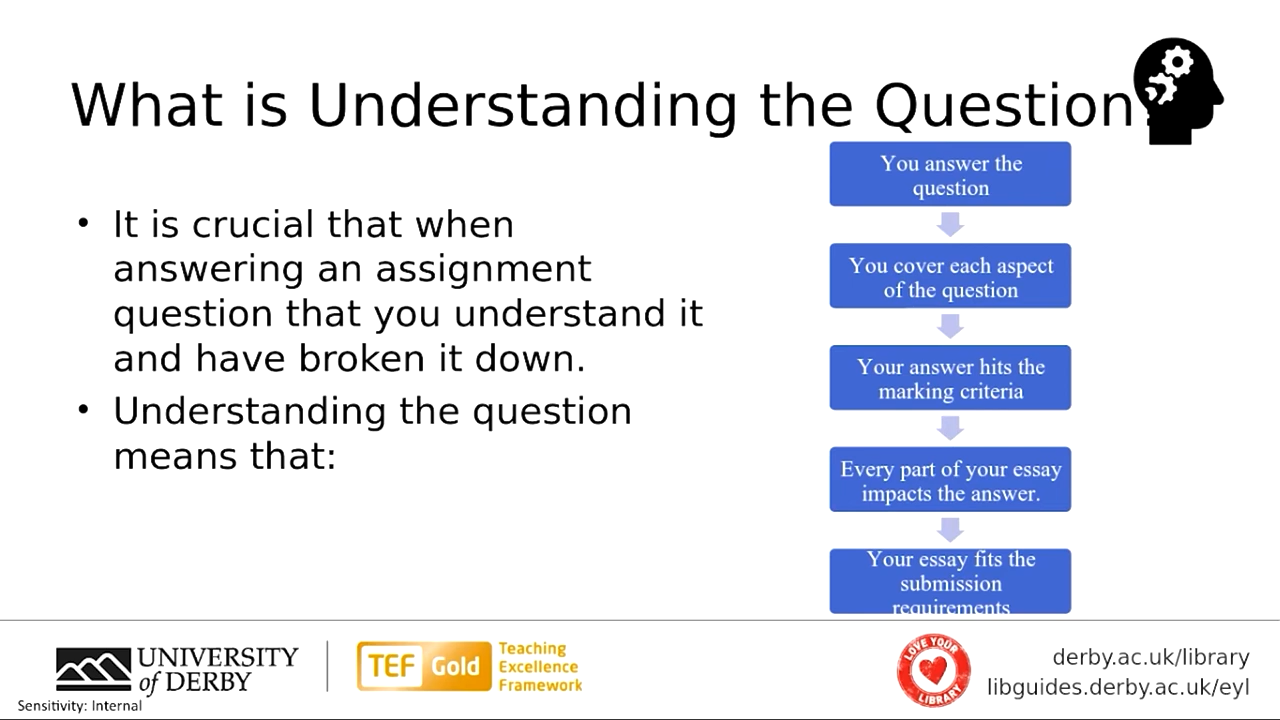 What is Understanding the Question?
• It is crucial that when
answering an assignment
question that you understand it
and have broken it down.
• Understanding the question
means that:
You answer the
question
You cover each aspect
of the question
Your answer hits the
marking criteria
Every part of your essay
impacts the answer.
Your essay fits the
submission
requirements
UNIVERSITY
of DERBY
TEF Gold
Teaching
Excellence
Framework
LOVE YOUR
LIBRARY
derby.ac.uk/library
libguides.derby.ac.uk/eyl
Sensitivity: Internal